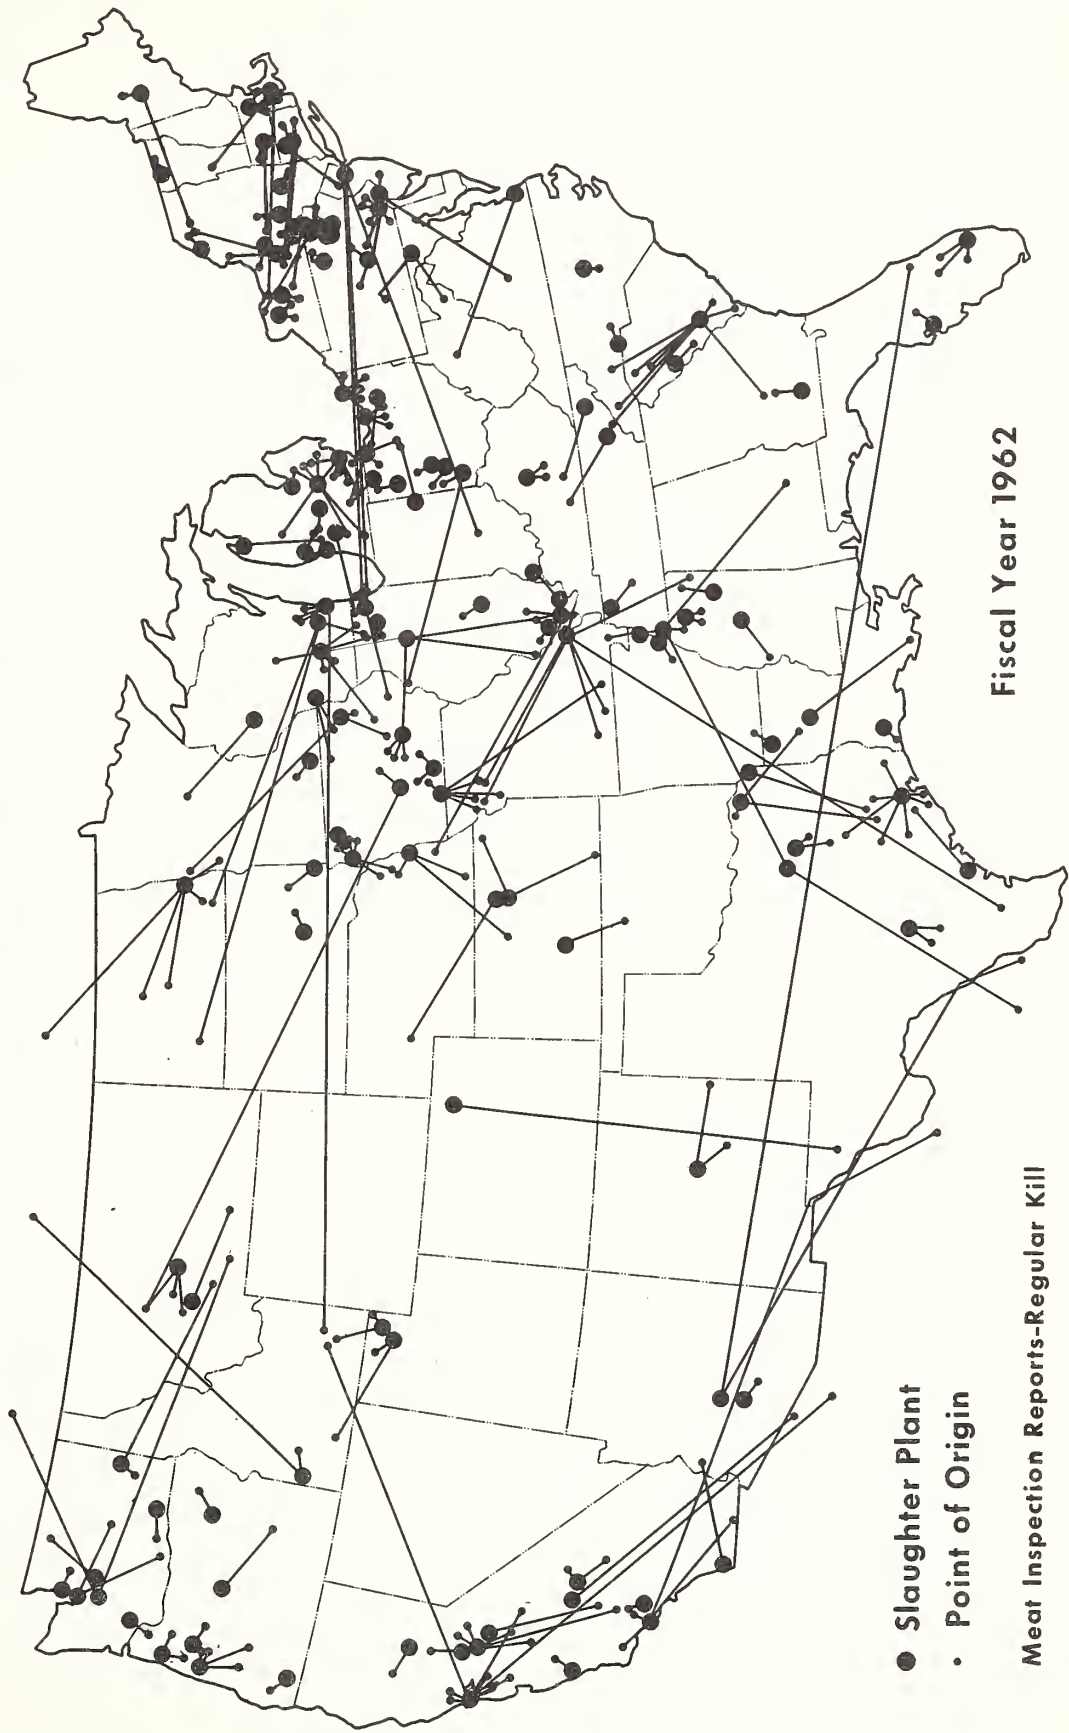 Fiscal Year 1962
Slaughter Plant
Point of Origin
Meat Inspection Reports-Regular Kill